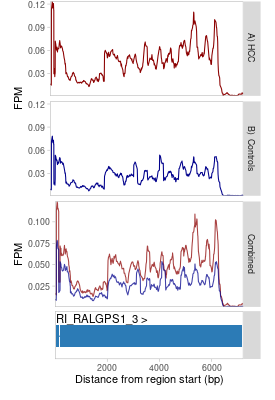 0.12
0.09
0.06
0.03
FPM
A) HCC
0.12
0.09
0.06
0.03
B) Controls
0.100
0.075
0.050
0.025
FPM
Combined
RI_RALGPS1_3 >
2000 4000 6000
Distance from region start (bp)